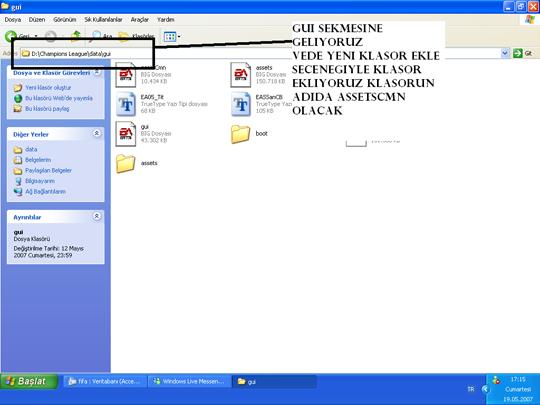 gui
Dosya Düzen Görünüm Sık Kullanılanlar Araçlar Yardım
Geri Ara Klasörler
Adres D:\Champions League\data\gui Git
GUI SEKMESINE
GELIYORUZ
VEDE YENI KLASOR EKLE
SECENEGIYLE KLASOR
EKLIYORUZ KLASORUN
ADIDA ASSETSCMN
OLACAK
Dosya ve Klasör Görevleri
Yeni klasör oluştur
Bu klasörü Web'de yayınla
Bu klasörü paylaş
Diğer Yerler
data
Belgelerim
Paylaşılan Belgeler
Bilgisayarım
Ağ Bağlantılarım
Ayrıntılar
gui
Dosya Klasörü
Değiştirilme Tarihi: 12 Mayıs
2007 Cumartesi, 23:59
BIG Dosyası
10.434 KB
assets
BIG Dosyası
150.718 KB
EA05_Tit
TrueType Yazı Tipi dosyası
68 KB
EASSanCB
TrueType Yazı
105 KB
gui
BIG Dosyası
43.302 KB
boot
assets
Başlat
fifa : Veritabanı (Acce...
Windows Live Messen...
gui
TR
17:15
Cumartesi
19.05.2007